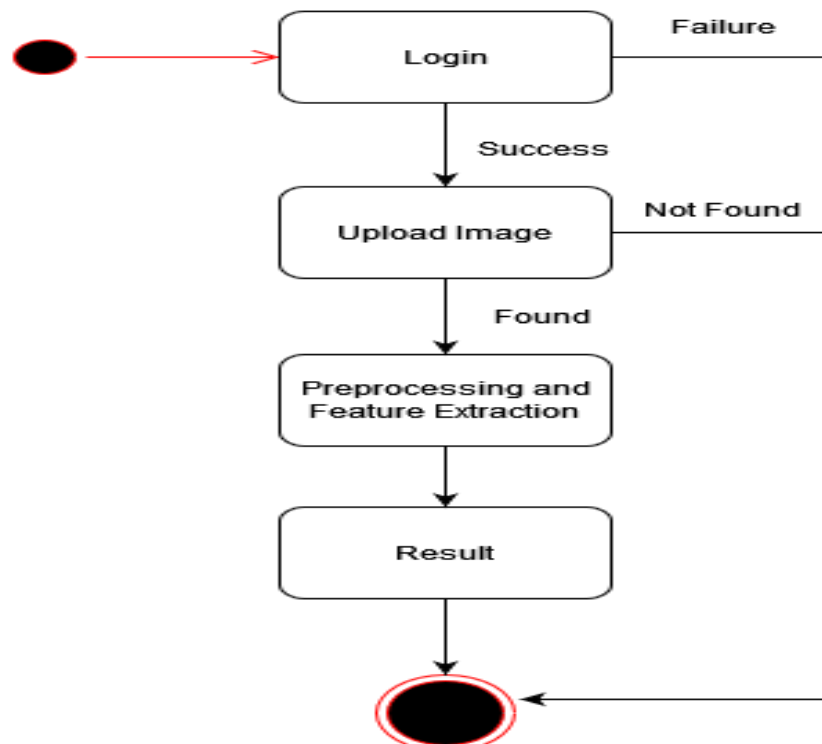 Failure
Login
Success
Not Found
Upload Image
Found
Preprocessing and
Feature Extraction
Result